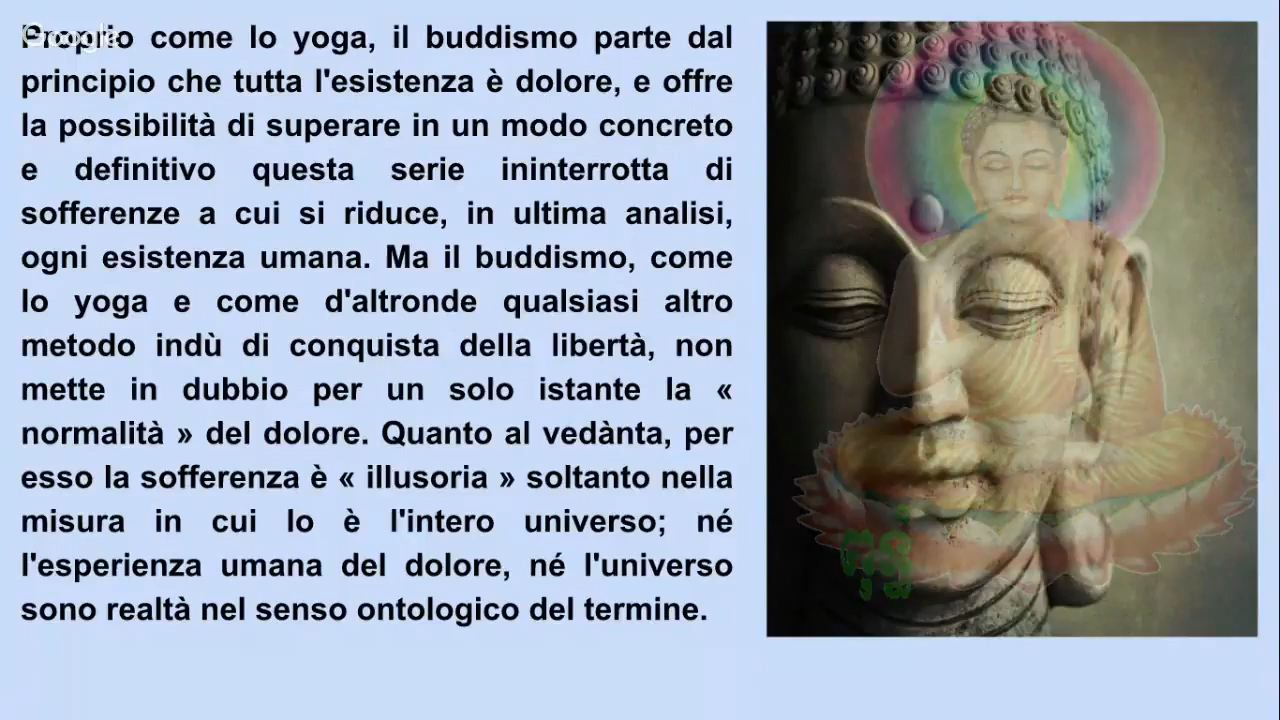 Google
Proprio come lo yoga, il buddismo parte dal
principio che tutta l'esistenza è dolore, e offre
la possibilità di superare in un modo concreto
e definitivo questa serie ininterrotta di
sofferenze a cui si riduce, in ultima analisi,
ogni esistenza umana. Ma il buddismo, come
lo yoga e come d'altronde qualsiasi altro
metodo indù di conquista della libertà, non
mette in dubbio per un solo istante la «
normalità » del dolore. Quanto al vedànta, per
esso la sofferenza è « illusoria » soltanto nella
misura in cui lo è l'intero universo; né
l'esperienza umana del dolore, né l'universo
sono realtà nel senso ontologico del termine.